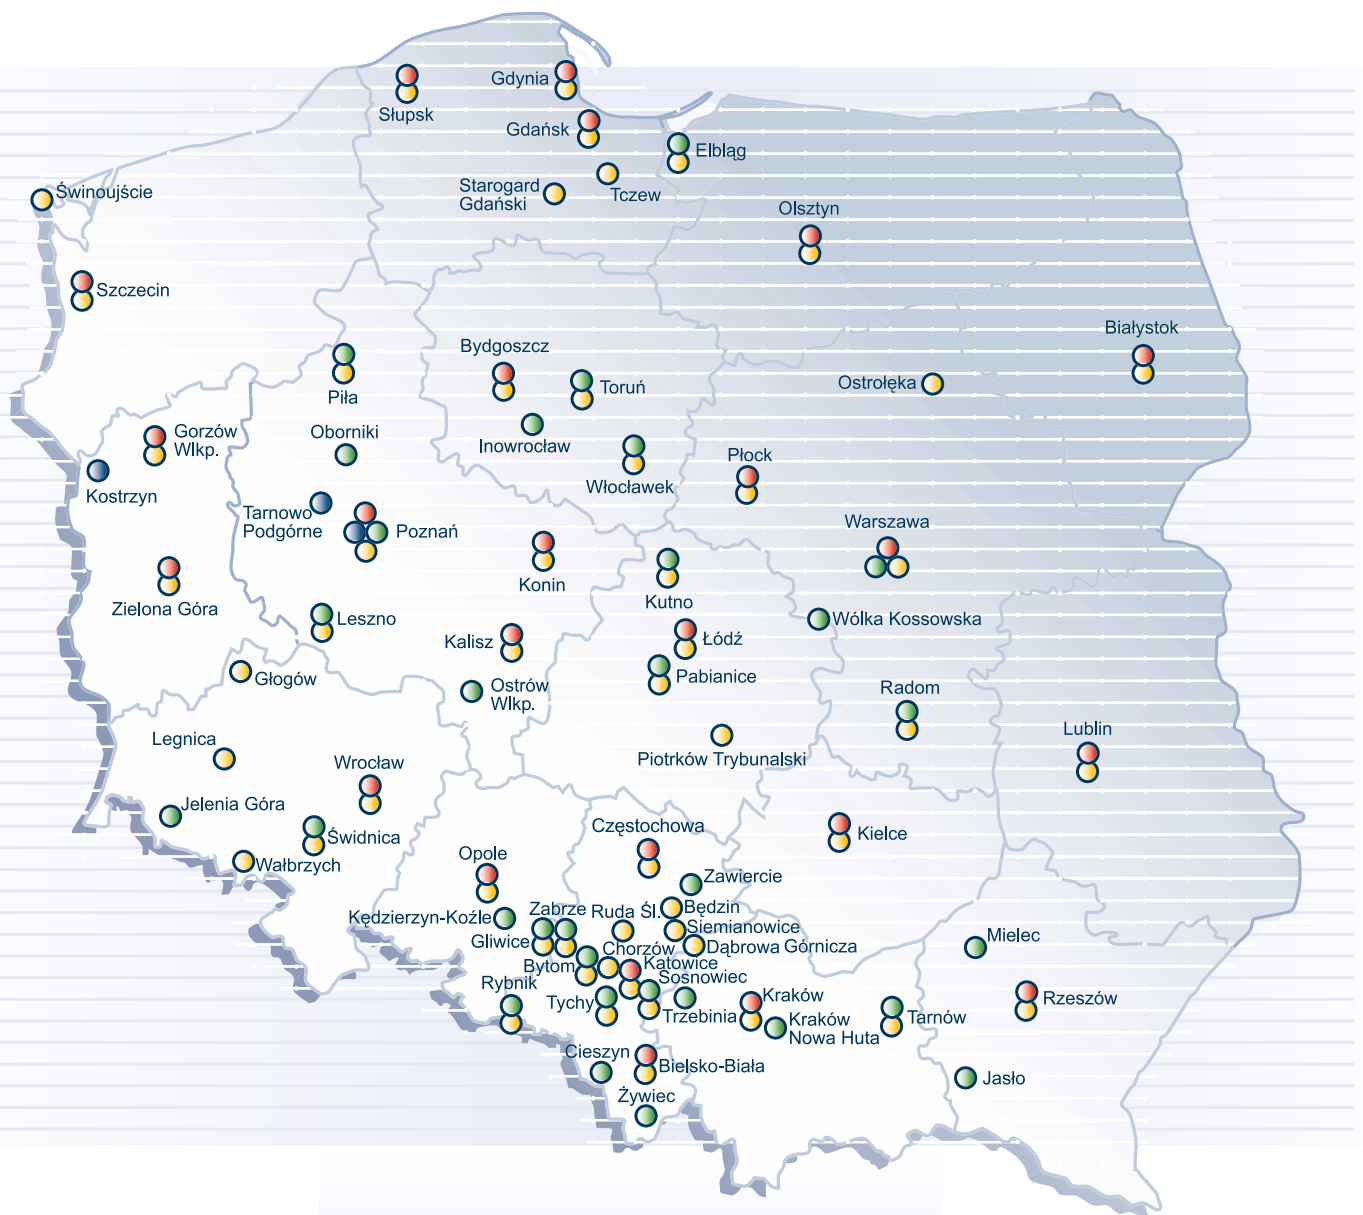 Gdynia
Słupsk
Gdańsk
Elbląg
Świnoujście
Starogard
Gdański
Tczew
Olsztyn
Szczecin
Białystok
Bydgoszcz
Piła
Toruń
Ostrołęka
Gorzów
Wlkp.
Oborniki
Inowrocław
Płock
Kostrzyn
Włocławek
Tarnowo
Podgórne
Poznań
Warszawa
Konin
Zielona Góra
Kutno
Leszno
Wólka Kossowska
Kalisz
Łódź
Głogów
Ostrów
Wlkp.
Pabianice
Radom
Legnica
Wrocław
Piotrków Trybunalski
Lublin
Jelenia Góra
Świdnica
Częstochowa
Kielce
Wałbrzych
Opole
Zawiercie
Kędzierzyn-Koźle
Zabrze
Ruda Śl.
Będzin
Siemianowice
Gliwice
Chorzów
Dąbrowa Górnicza
Mielec
Bytom
Katowice
Sosnowiec
Rybnik
Tychy
Trzebinia
Kraków
Rzeszów
Kraków
Nowa Huta
Tarnów
Cieszyn
Bielsko-Biała
Jasło
Żywiec